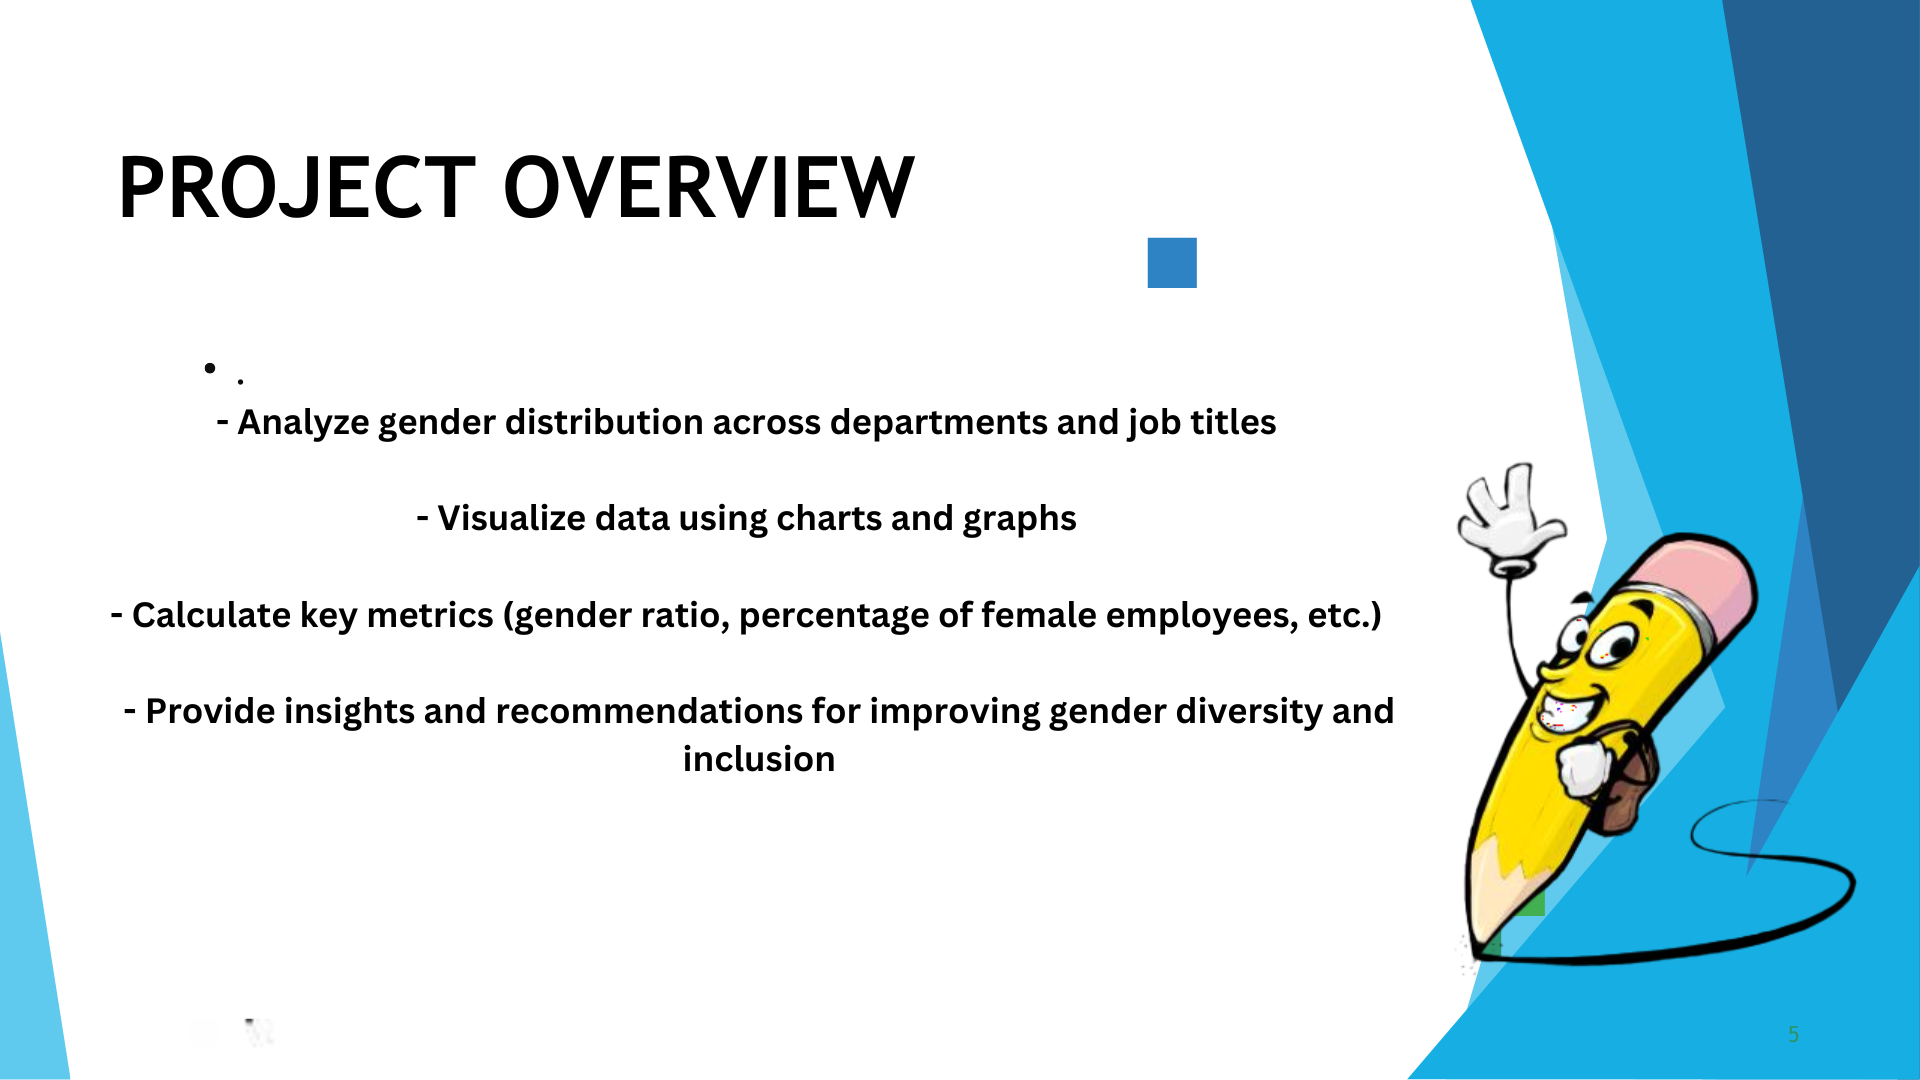 PROJECT OVERVIEW
• .
- Analyze gender distribution across departments and job titles
- Visualize data using charts and graphs
- Calculate key metrics (gender ratio, percentage of female employees, etc.)
- Provide insights and recommendations for improving gender diversity and
inclusion
5